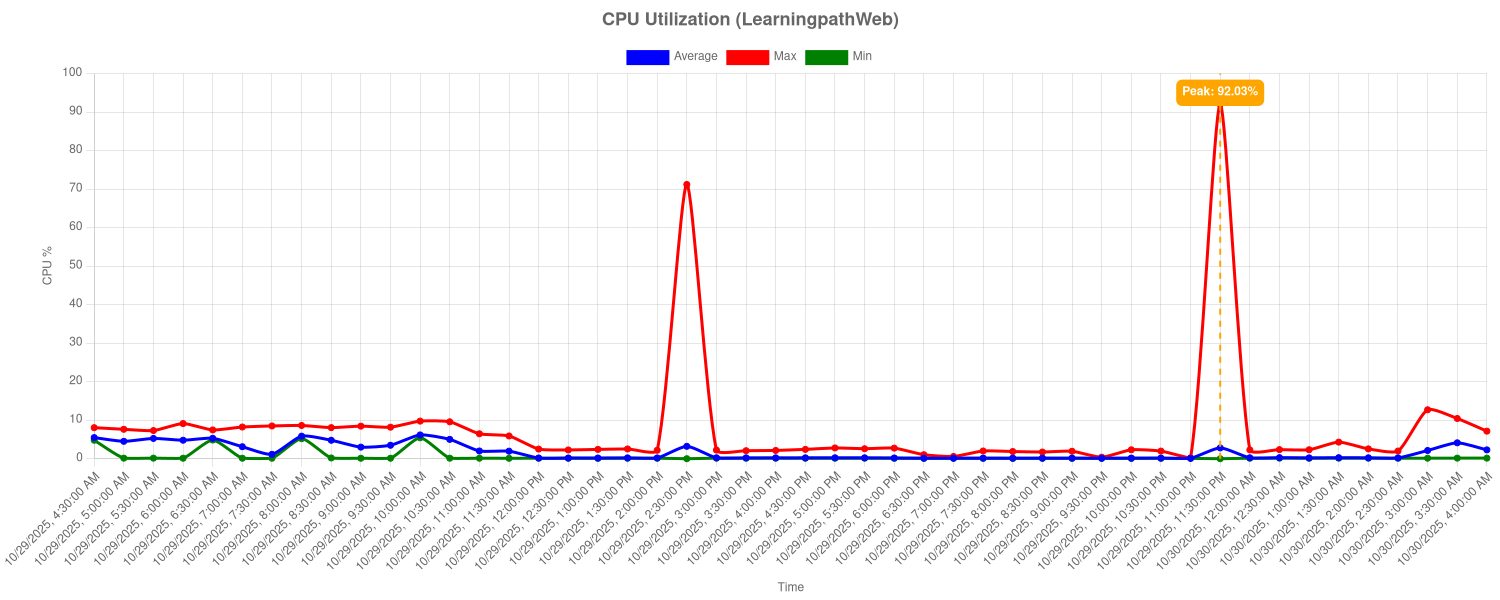 CPU Utilization (LearningpathWeb)
Average Max Min
100
90
80
70
60
50
40
30
20
10
0
CPU %
Peak: 92.03%
10/29/2025, 4:30:00 AM
10/29/2025, 5:00:00 AM
10/29/2025, 5:30:00 AM
10/29/2025, 6:00:00 AM
10/29/2025, 6:30:00 AM
10/29/2025, 7:00:00 AM
10/29/2025, 7:30:00 AM
10/29/2025, 8:00:00 AM
10/29/2025, 8:30:00 AM
10/29/2025, 9:00:00 AM
10/29/2025, 9:30:00 AM
10/29/2025, 10:00:00 AM
10/29/2025, 10:30:00 AM
10/29/2025, 11:00:00 AM
10/29/2025, 11:30:00 AM
10/29/2025, 12:00:00 PM
10/29/2025, 12:30:00 PM
10/29/2025, 1:00:00 PM
10/29/2025, 1:30:00 PM
10/29/2025, 2:00:00 PM
10/29/2025, 2:30:00 PM
10/29/2025, 3:00:00 PM
10/29/2025, 3:30:00 PM
10/29/2025, 4:00:00 PM
10/29/2025, 4:30:00 PM
10/29/2025, 5:00:00 PM
10/29/2025, 5:30:00 PM
10/29/2025, 6:00:00 PM
10/29/2025, 6:30:00 PM
10/29/2025, 7:00:00 PM
10/29/2025, 7:30:00 PM
10/29/2025, 8:00:00 PM
10/29/2025, 8:30:00 PM
10/29/2025, 9:00:00 PM
10/29/2025, 9:30:00 PM
10/29/2025, 10:00:00 PM
10/29/2025, 10:30:00 PM
10/29/2025, 11:00:00 PM
10/29/2025, 11:30:00 PM
10/30/2025, 12:00:00 AM
10/30/2025, 12:30:00 AM
10/30/2025, 1:00:00 AM
10/30/2025, 1:30:00 AM
10/30/2025, 2:00:00 AM
10/30/2025, 2:30:00 AM
10/30/2025, 3:00:00 AM
10/30/2025, 3:30:00 AM
10/30/2025, 4:00:00 AM
Time